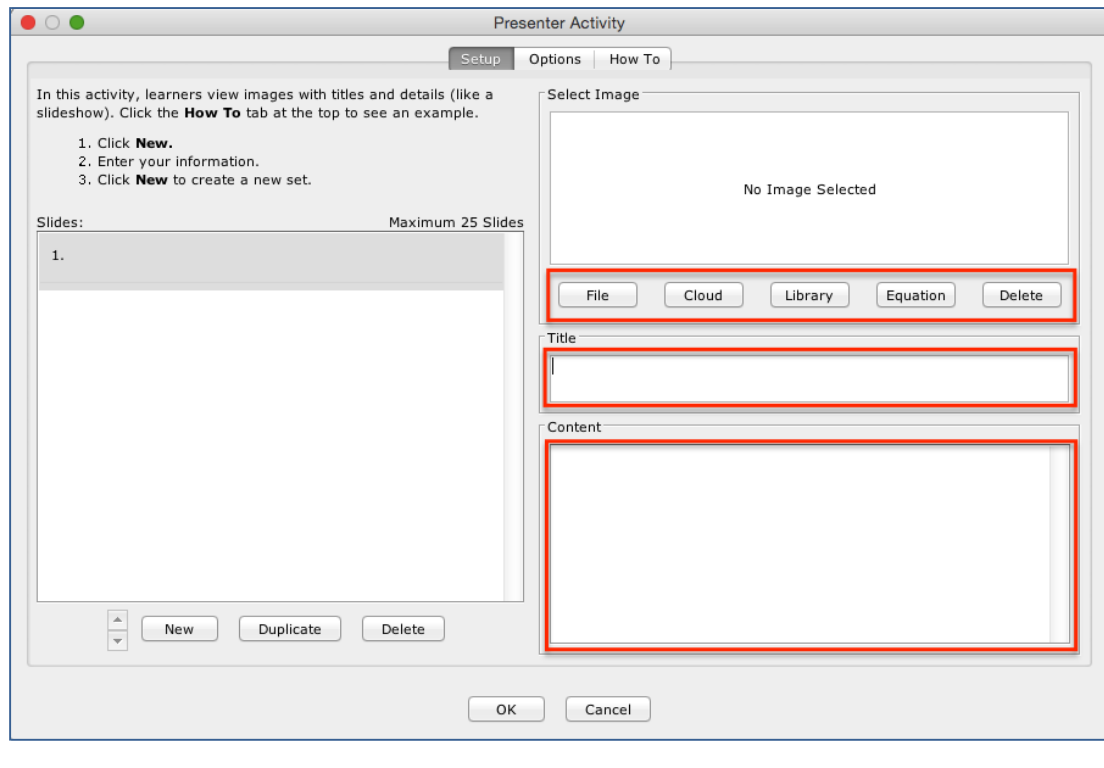 Presenter Activity
Setup Options How To
In this activity, learners view images with titles and details (like a
slideshow). Click the How To tab at the top to see an example.
1. Click New.
2. Enter your information.
3. Click New to create a new set.
Slides: Maximum 25 Slides
1.
New Duplicate Delete
Select Image
No Image Selected
File Cloud Library Equation Delete
Title
Content
OK Cancel